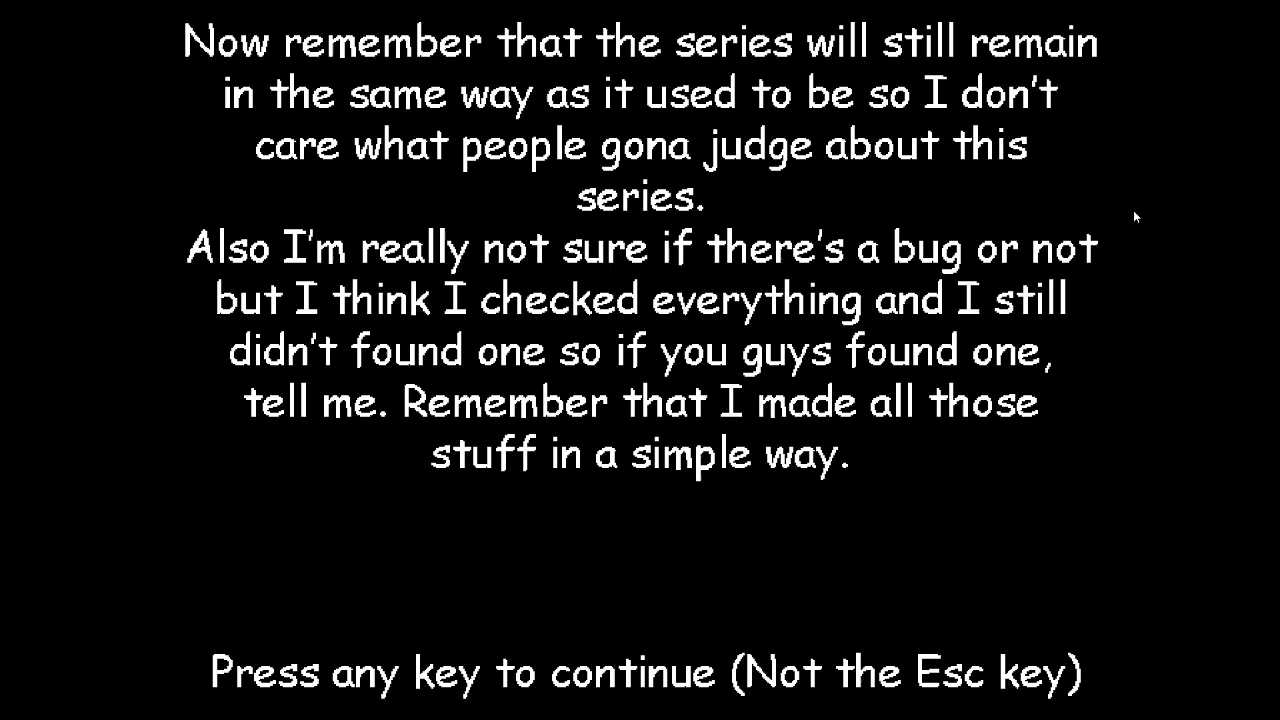 Now remember that the series will still remain
in the same way as it used to be so I don't
care what people gona judge about this
series.
Also I'm really not sure if there's a bug or not
but I think I checked everything and I still
didn't found one so if you guys found one,
tell me. Remember that I made all those
stuff in a simple way.
Press any key to continue (Not the Esc key)